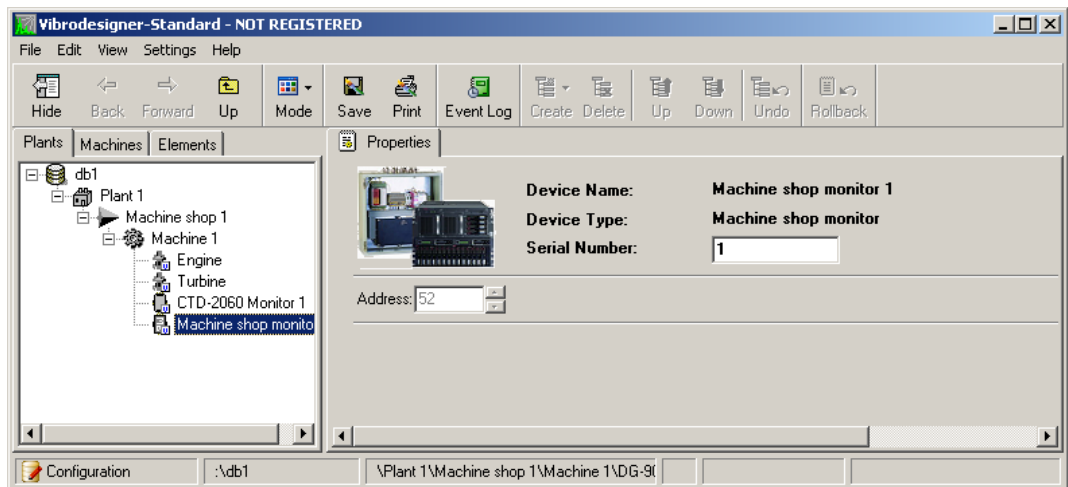 Vibrodesigner-Standard - NOT REGISTERED
File Edit View Settings Help
Hide Back Forward Up Mode Save Print Event Log Create Delete Up Down Undo Rollback
Plants Machines Elements
Properties
db1
Plant 1
Machine shop 1
Machine 1
Engine
Turbine
CTD-2060 Monitor 1
Machine shop monito
Device Name: Machine shop monitor 1
Device Type: Machine shop monitor
Serial Number: 1
Address: 52
Configuration :\db1 \Plant 1\Machine shop 1\Machine 1\DG-9(